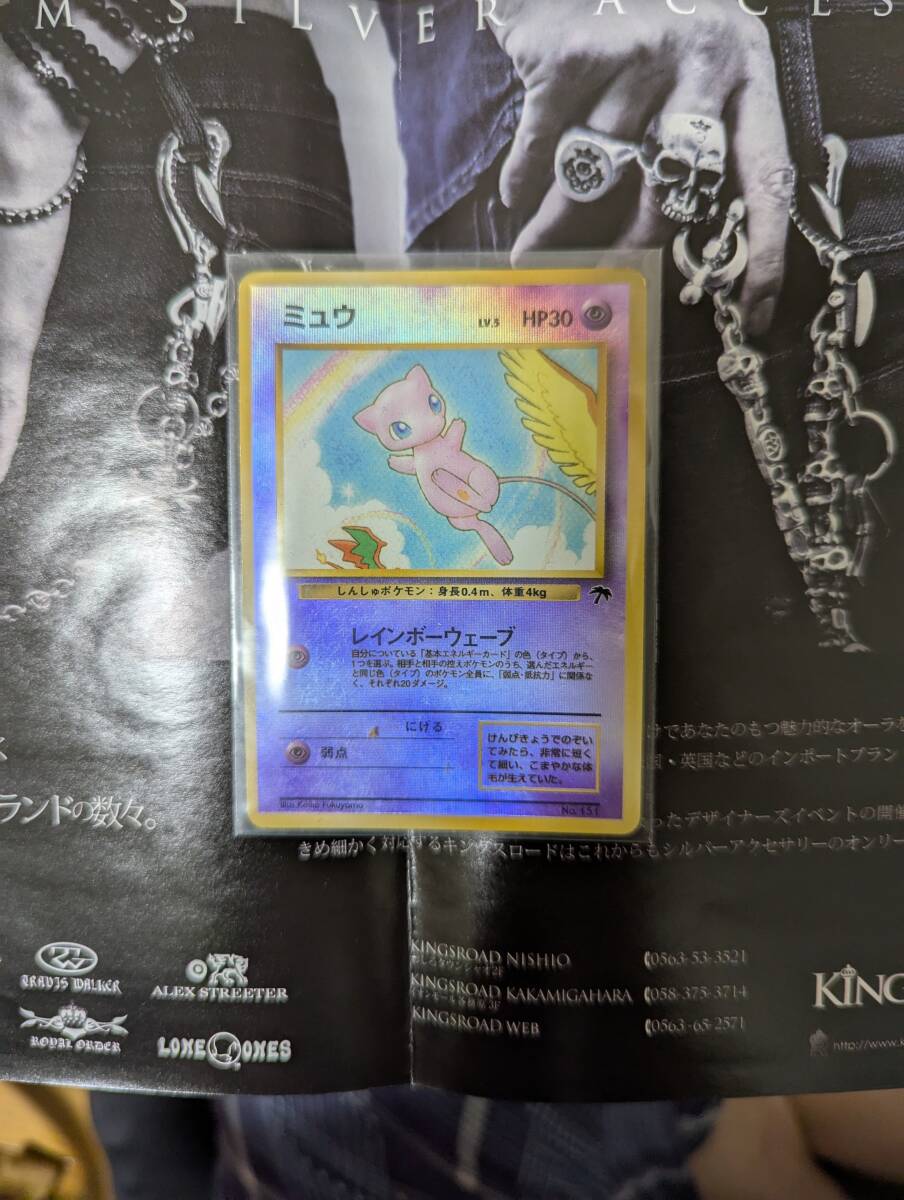 M SILVER ACCES
ミュウ LV.5 HP30
しんしゅポケモン：身長0.4m、体重4kg
レインボーウェーブ
自分についている「基本エネルギーカード」の色（タイプ）から、
1つを選ぶ。相手と相手の控えポケモンのうち、選んだエネルギー
と同じ色（タイプ）のポケモン全員に、「弱点・抵抗力」に関係な
く、それぞれ20ダメージ。
にげる
弱点
けんびきょうでのぞい
てみたら、非常に短く
て細い、こまやかな体
毛が生えていた。
Illus. Keiko Fukuyama
No. 151
けであなたのもつ魅力的なオーラを
国・英国などのインポートブラン
ランドの数々。
ったデザイナーズイベントの開催
きめ細かく対応するキングスロードはこれからもシルバーアクセサリーのオンリー
TRAVIS WALKER
ALEX STREETER
ROYAL ORDER
LONE ONES
KINGSROAD NISHIO 0563-53-3521
KINGSROAD KAKAMIGAHARA 058-375-3714
KINGSROAD WEB 0563-65-2571
KING
http://www.k